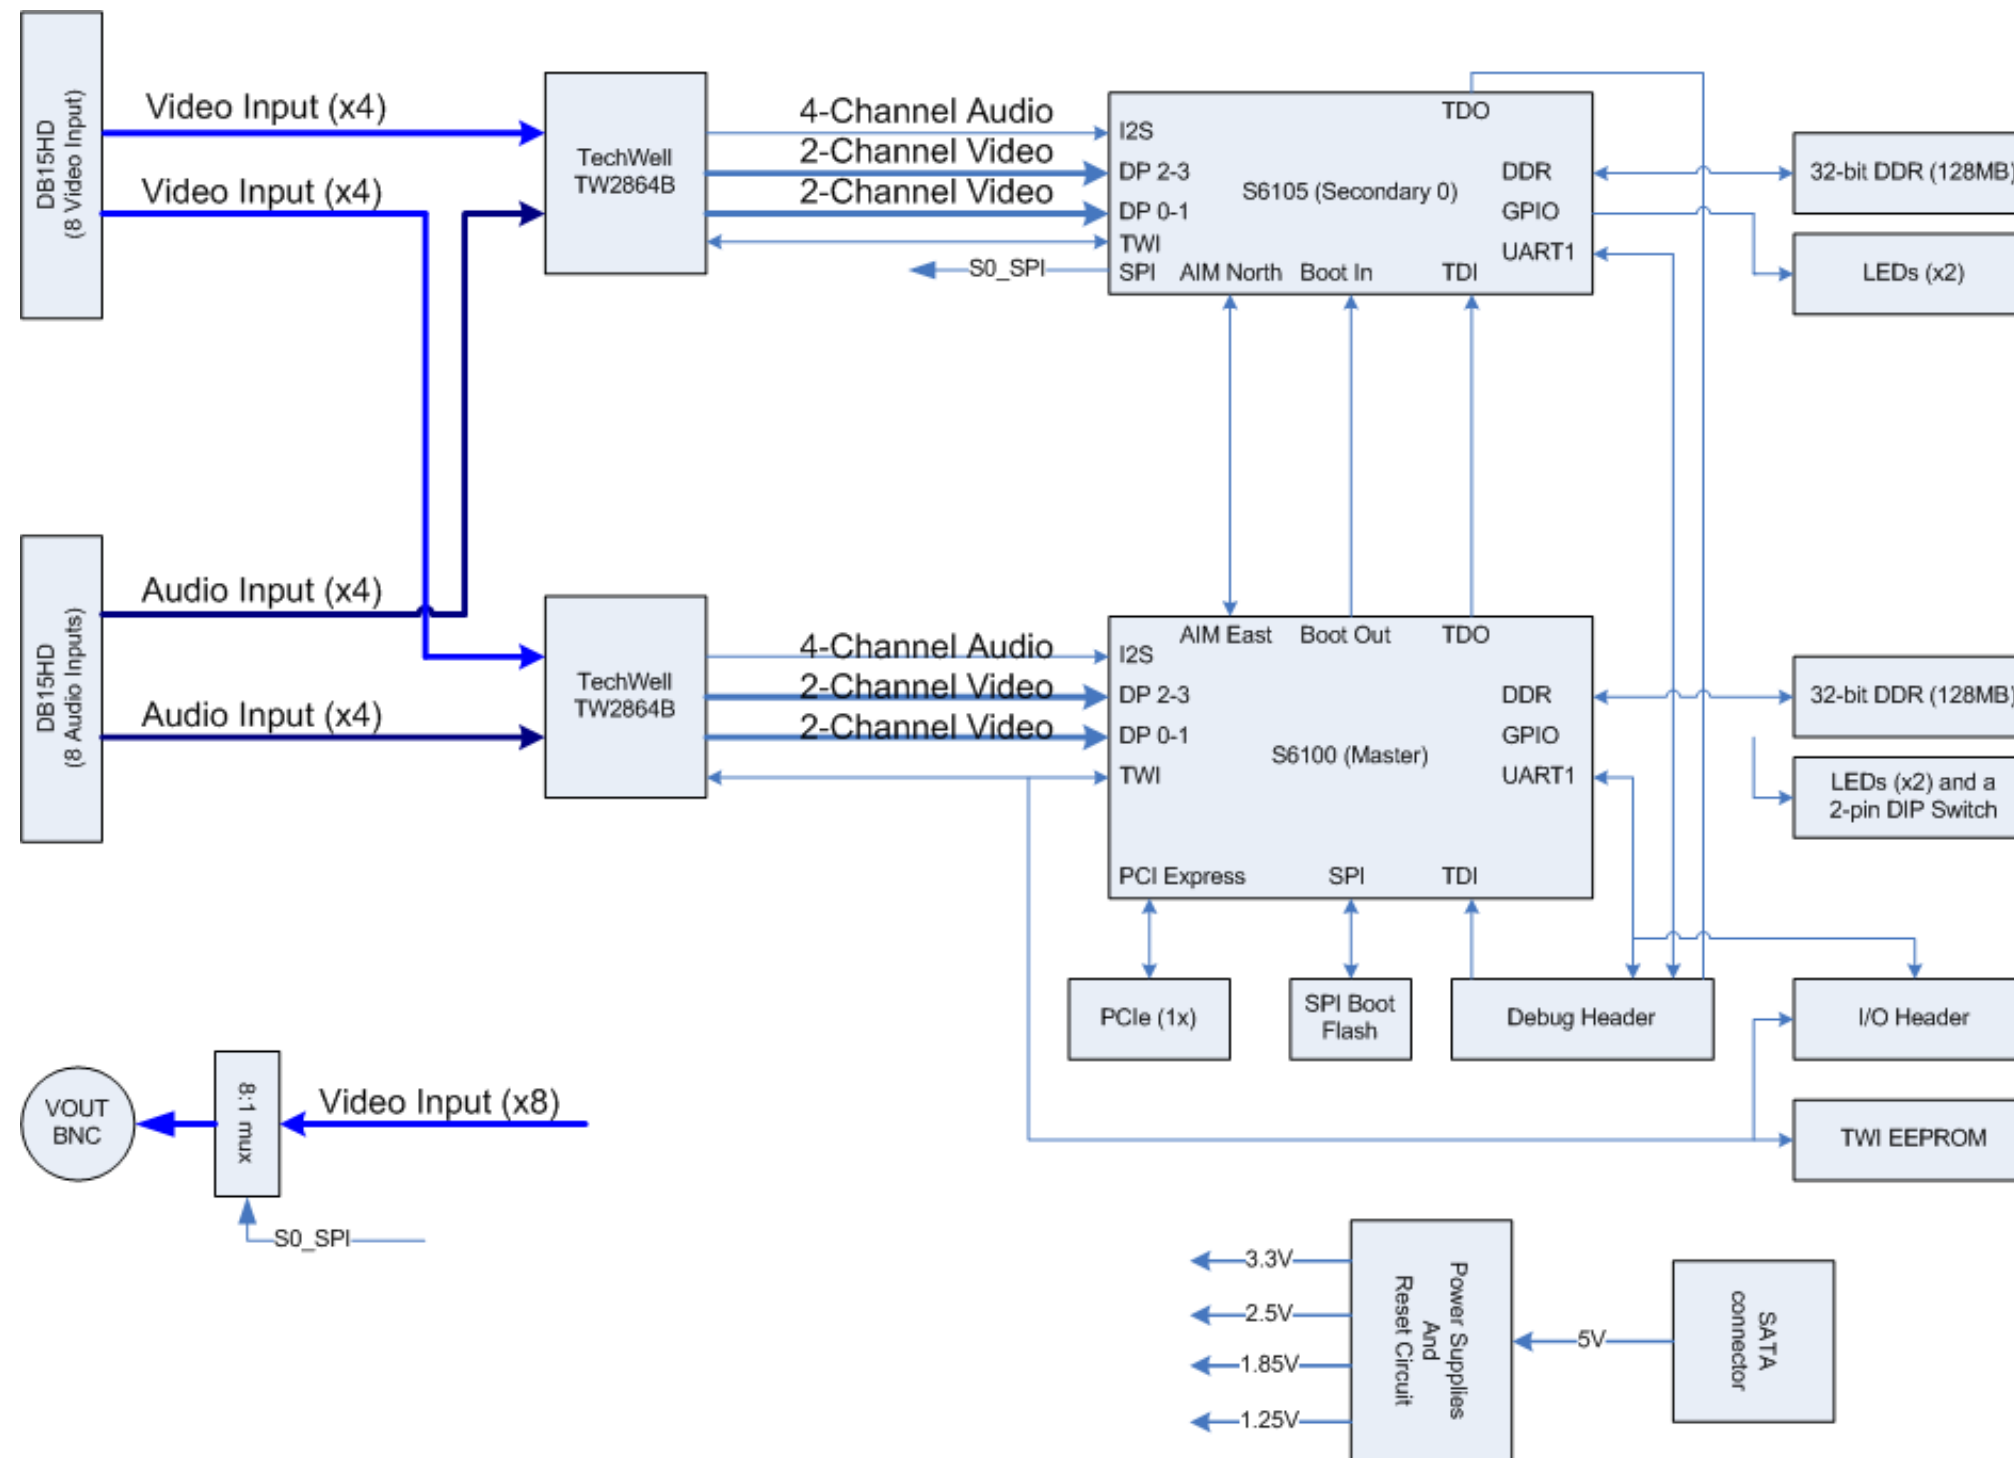 DB15HD
(8 Video Input)
Video Input (x4)
Video Input (x4)
TechWell
TW2864B
4-Channel Audio
2-Channel Video
2-Channel Video
S0_SPI
I2S
DP 2-3
DP 0-1
TWI
SPI
AIM North
Boot In
TDI
TDO
S6105 (Secondary 0)
DDR
GPIO
UART1
32-bit DDR (128MB)
LEDs (x2)
DB15HD
(8 Audio Inputs)
Audio Input (x4)
Audio Input (x4)
TechWell
TW2864B
4-Channel Audio
2-Channel Video
2-Channel Video
AIM East
Boot Out
TDO
I2S
DP 2-3
DP 0-1
TWI
S6100 (Master)
DDR
GPIO
UART1
PCI Express
SPI
TDI
32-bit DDR (128MB)
LEDs (x2) and a
2-pin DIP Switch
PCIe (1x)
SPI Boot
Flash
Debug Header
I/O Header
TWI EEPROM
VOUT
BNC
8:1 mux
Video Input (x8)
S0_SPI
3.3V
2.5V
1.85V
1.25V
Power Supplies
And
Reset Circuit
5V
SATA
connector